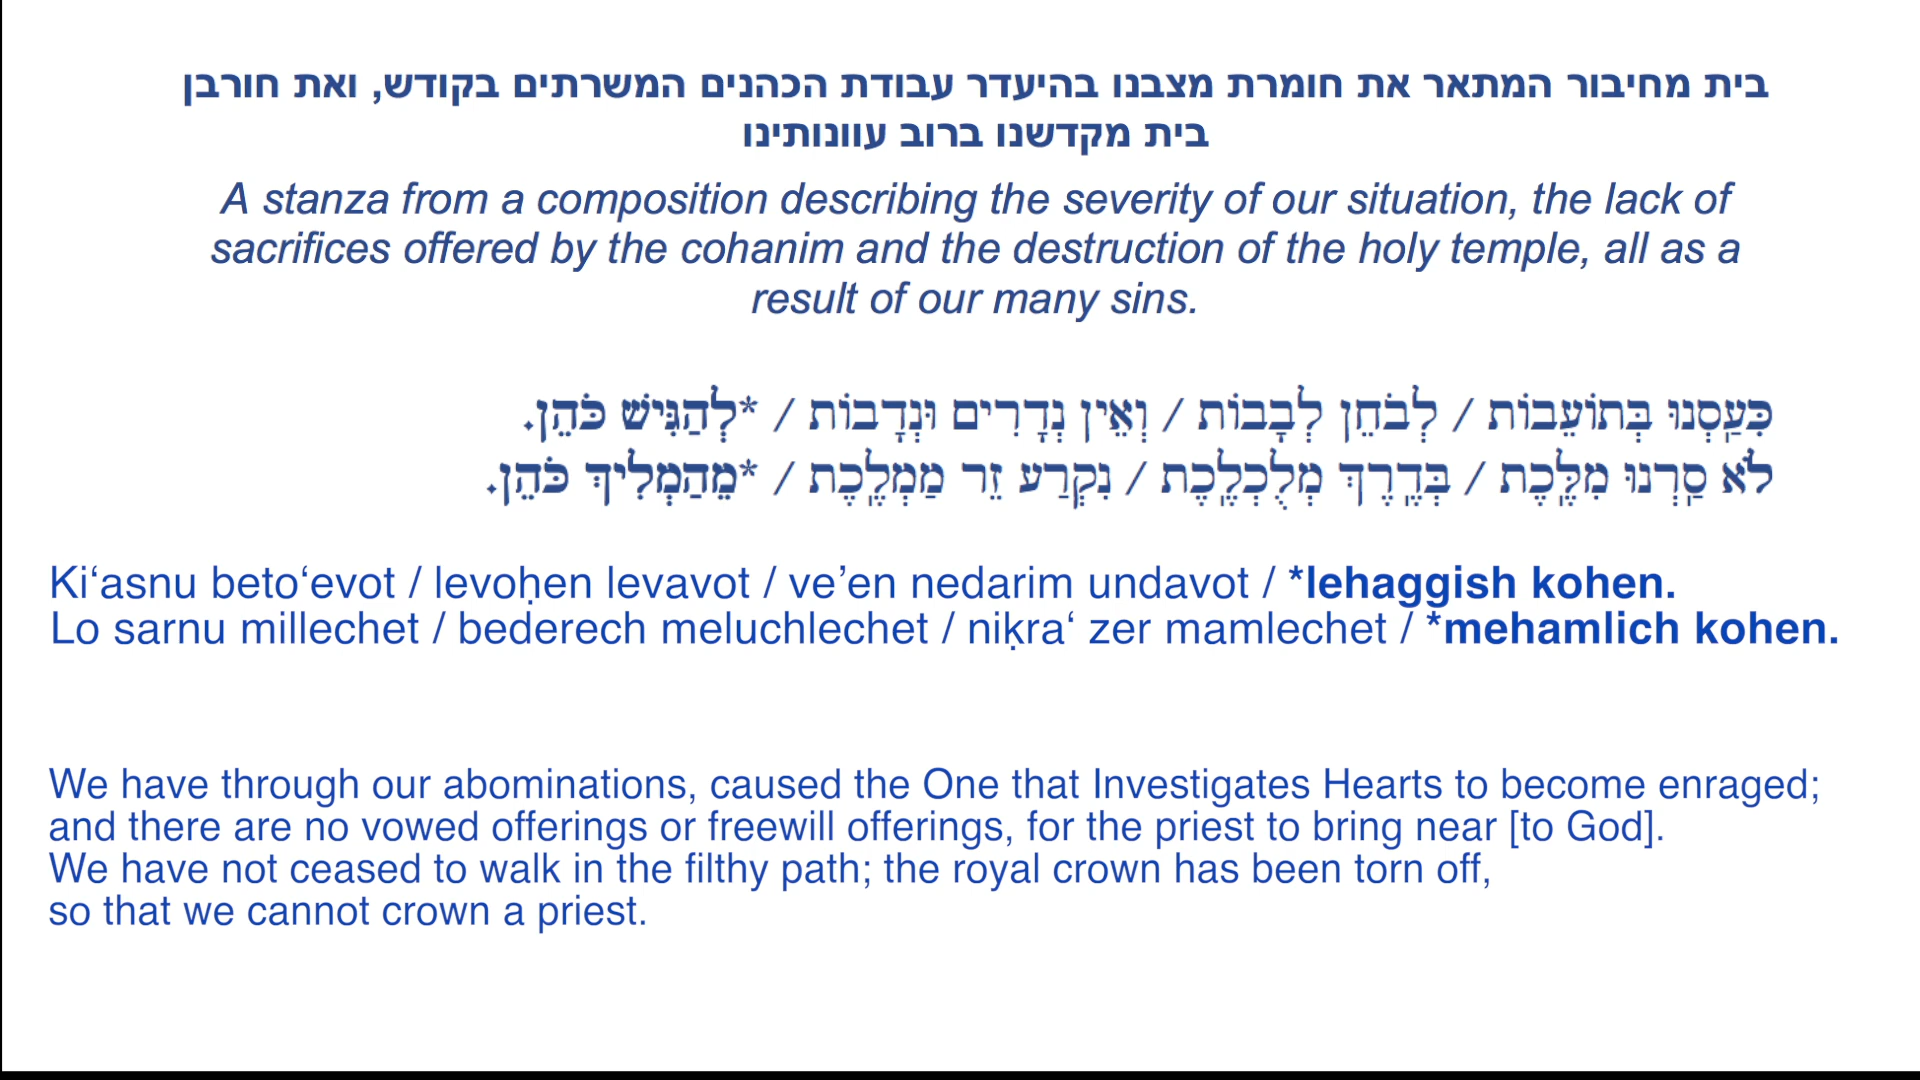 בית מחיבור המתאר את חומרת מצבנו בהיעדר עבודת הכהנים המשרתים בקודש, ואת חורבן
בית מקדשנו ברוב עוונותינו
A stanza from a composition describing the severity of our situation, the lack of
sacrifices offered by the cohanim and the destruction of the holy temple, all as a
result of our many sins.
כִּעַסְנוּ בְּתוֹעֵבוֹת / לְבֹחֵן לְבָבוֹת / וְאֵין נְדָרִים וּנְדָבוֹת / *לְהַגִּישׁ כֹּהֵן.
לֹא סַרְנוּ מִלֶּכֶת / בְּדֶרֶךְ מְלֻכְלֶכֶת / נִקְרַע זֵר מַמְלֶכֶת / *מֵהַמְלִיךְ כֹּהֵן.
Ki‘asnu beto‘evot / levoḥen levavot / ve’en nedarim undavot / *lehaggish kohen.
Lo sarnu millechet / bederech meluchlechet / niḳra‘ zer mamlechet / *mehamlich kohen.
We have through our abominations, caused the One that Investigates Hearts to become enraged;
and there are no vowed offerings or freewill offerings, for the priest to bring near [to God].
We have not ceased to walk in the filthy path; the royal crown has been torn off,
so that we cannot crown a priest.